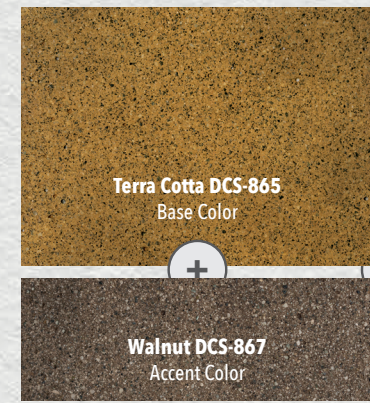 Terra Cotta DCS-865
Base Color
+
Walnut DCS-867
Accent Color